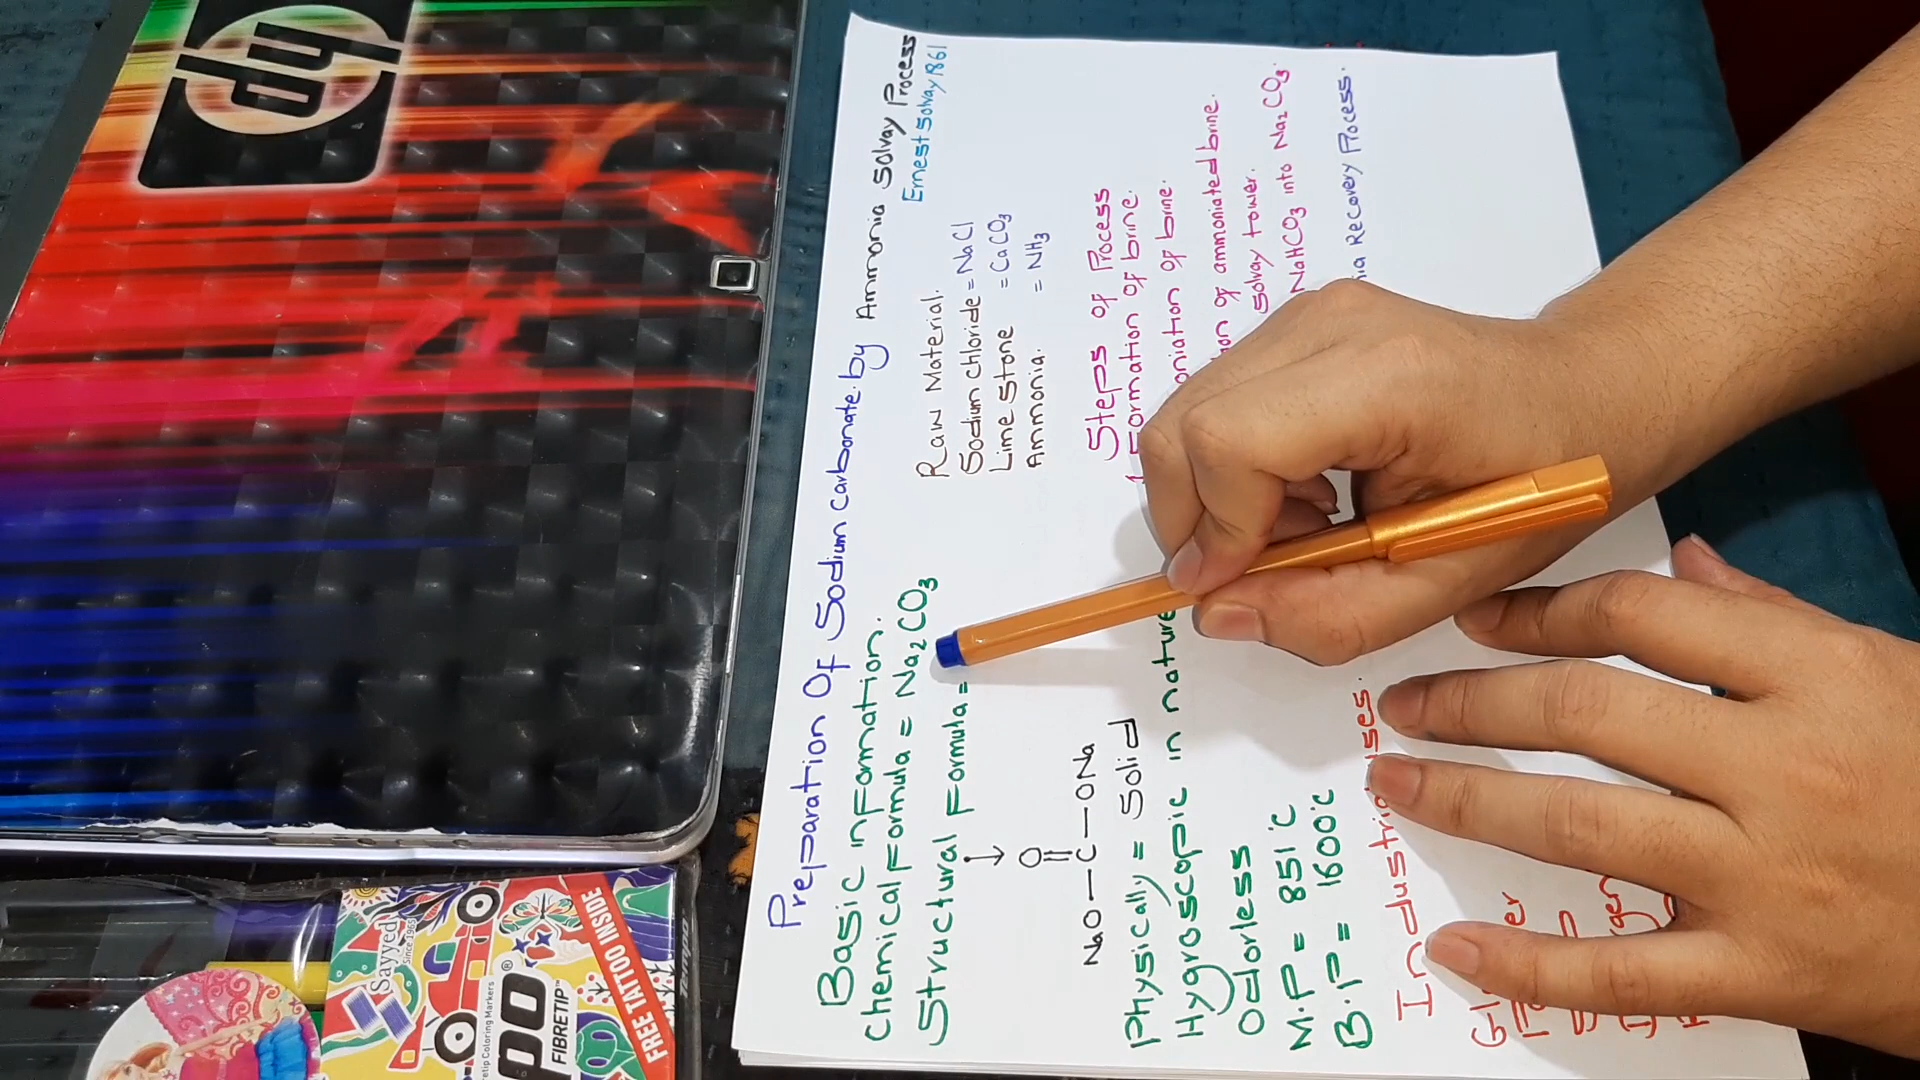 Preparation Of Sodium carbonate by Ammonia Solvay Process
Ernest Solvay 1861
Basic information.
Chemical Formula = Na2CO3
Structural Formula =
O
NaO-C-ONa
Physically = Solid
Hygroscopic in nature
Odorless
M.P = 851°C
B.P = 1600°C
Industrial
Raw Material.
Sodium chloride = NaCl
Lime stone = CaCO3
Ammonia. = NH3
Steps of Process
Formation of brine.
of brine.
of ammoniated brine.
Solvay tower.
NaHCO3 into Na2CO3.
Recovery Process.
hp
Sayyed
Since 1965
Coloring Markers
FIBRETIP™
FREE TATTOO INSIDE